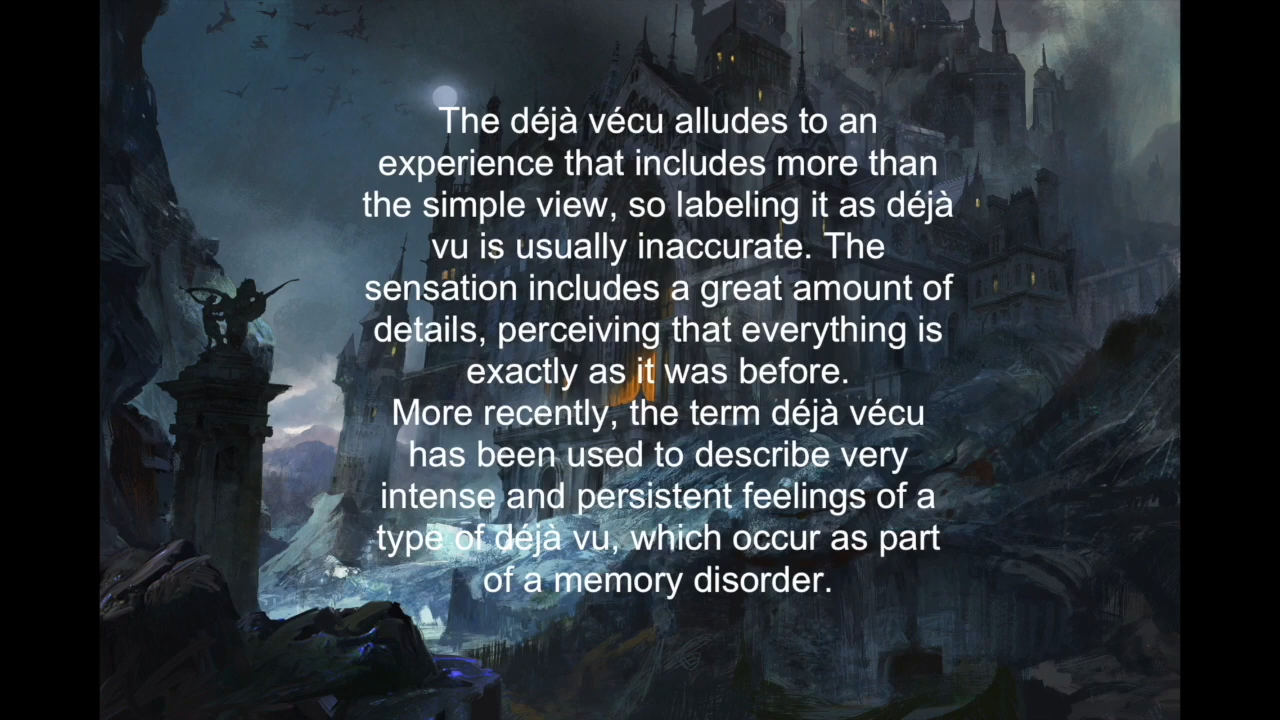 The déjà vécu alludes to an
experience that includes more than
the simple view, so labeling it as déjà
vu is usually inaccurate. The
sensation includes a great amount of
details, perceiving that everything is
exactly as it was before.
More recently, the term déjà vécu
has been used to describe very
intense and persistent feelings of a
type of déjà vu, which occur as part
of a memory disorder.